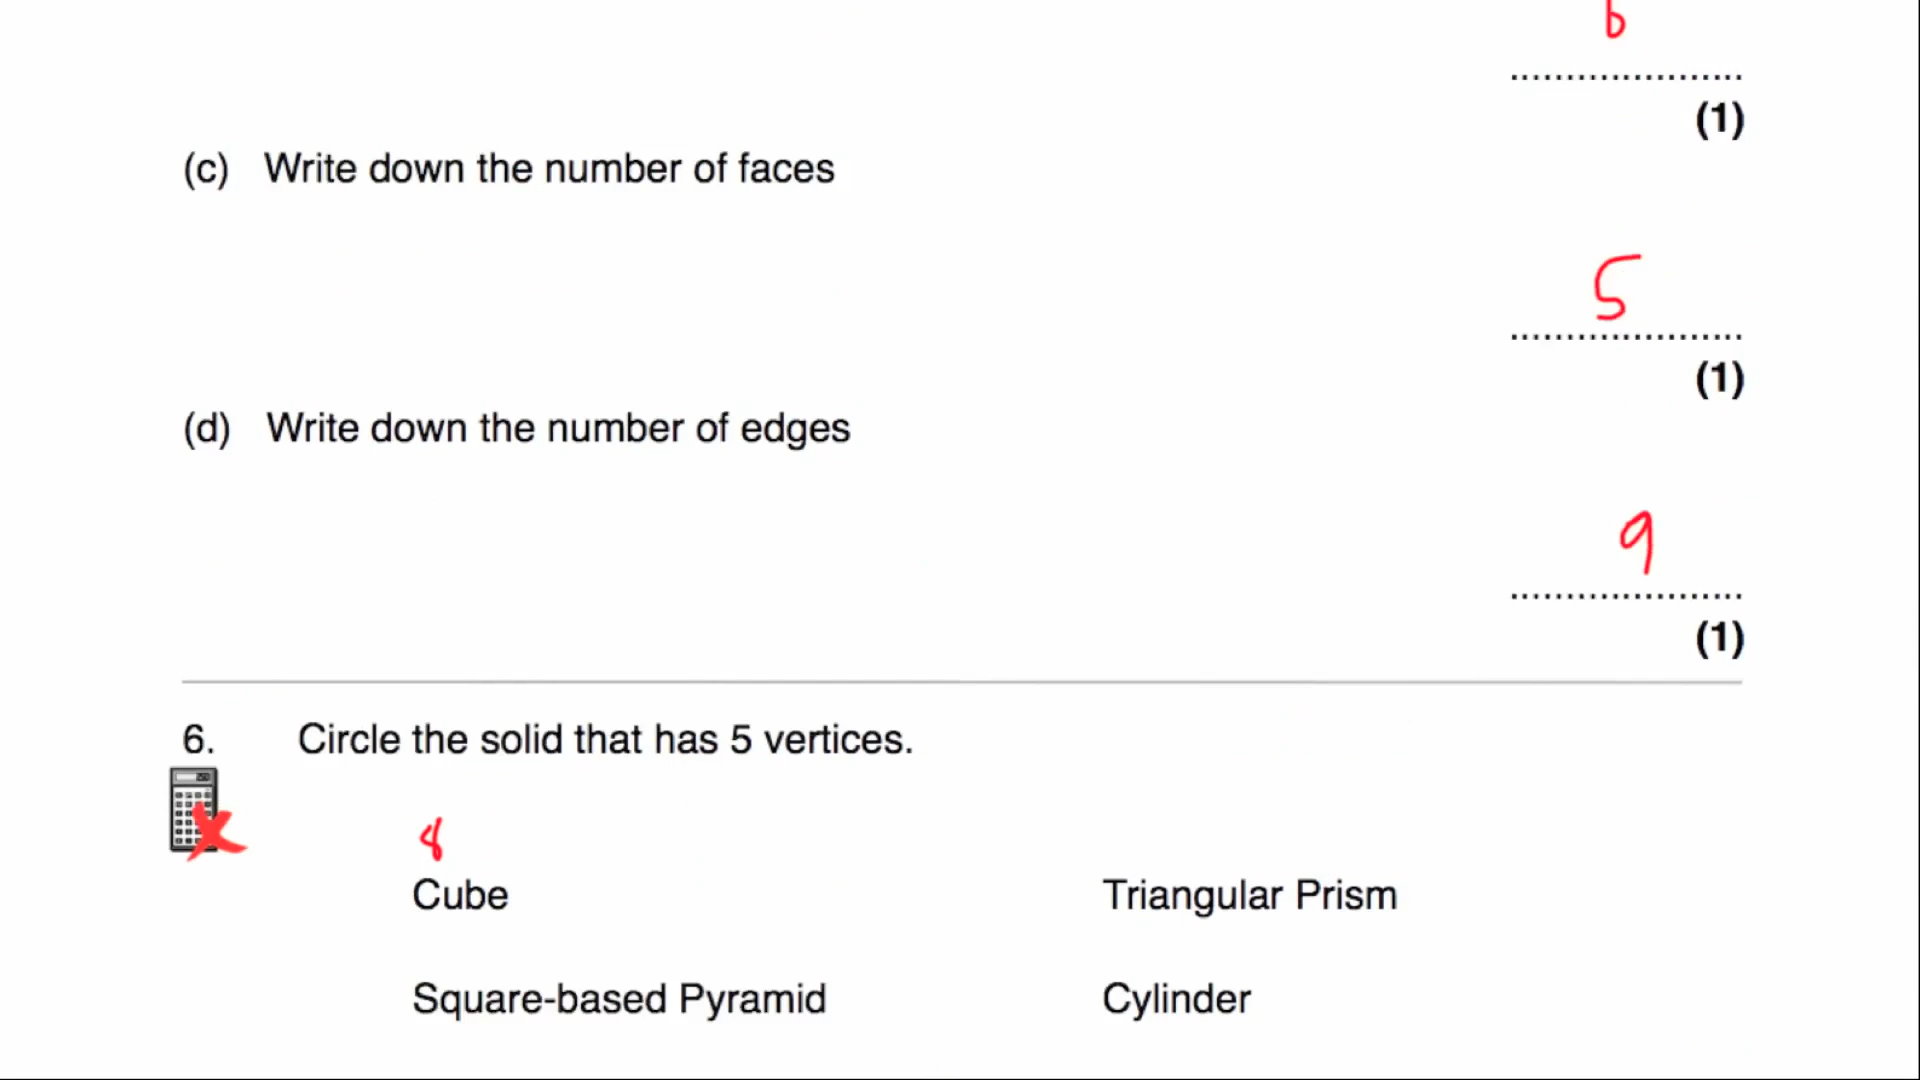 6
.....................
(1)
(c) Write down the number of faces
5
.....................
(1)
(d) Write down the number of edges
9
.....................
(1)
6. Circle the solid that has 5 vertices.
8
Cube Triangular Prism
Square-based Pyramid Cylinder